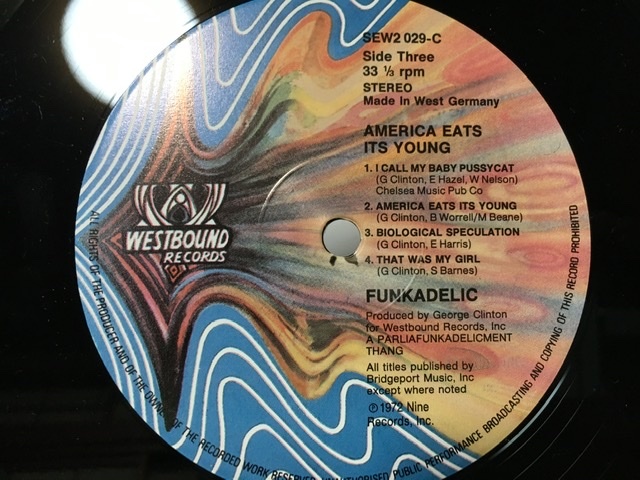 SEW2 029-C
Side Three
33 ⅓ rpm
STEREO
Made In West Germany
AMERICA EATS
ITS YOUNG
1. I CALL MY BABY PUSSYCAT
(G Clinton, E Hazel, W Nelson)
Chelsea Music Pub Co
2. AMERICA EATS ITS YOUNG
(G Clinton, B Worrell/M Beane)
3. BIOLOGICAL SPECULATION
(G Clinton, E Harris)
4. THAT WAS MY GIRL
(G Clinton, S Barnes)
FUNKADELIC
Produced by George Clinton
for Westbound Records, Inc
A PARLIAFUNKADELICMENT
THANG
All titles published by
Bridgeport Music, Inc
except where noted
℗ 1972 Nine
Records, Inc.
WESTBOUND
RECORDS
ALL RIGHTS OF THE PRODUCER AND OF THE OWNER OF THE RECORDED WORK RESERVED. UNAUTHORISED PUBLIC PERFORMANCE BROADCASTING AND COPYING OF THIS RECORD PROHIBITED